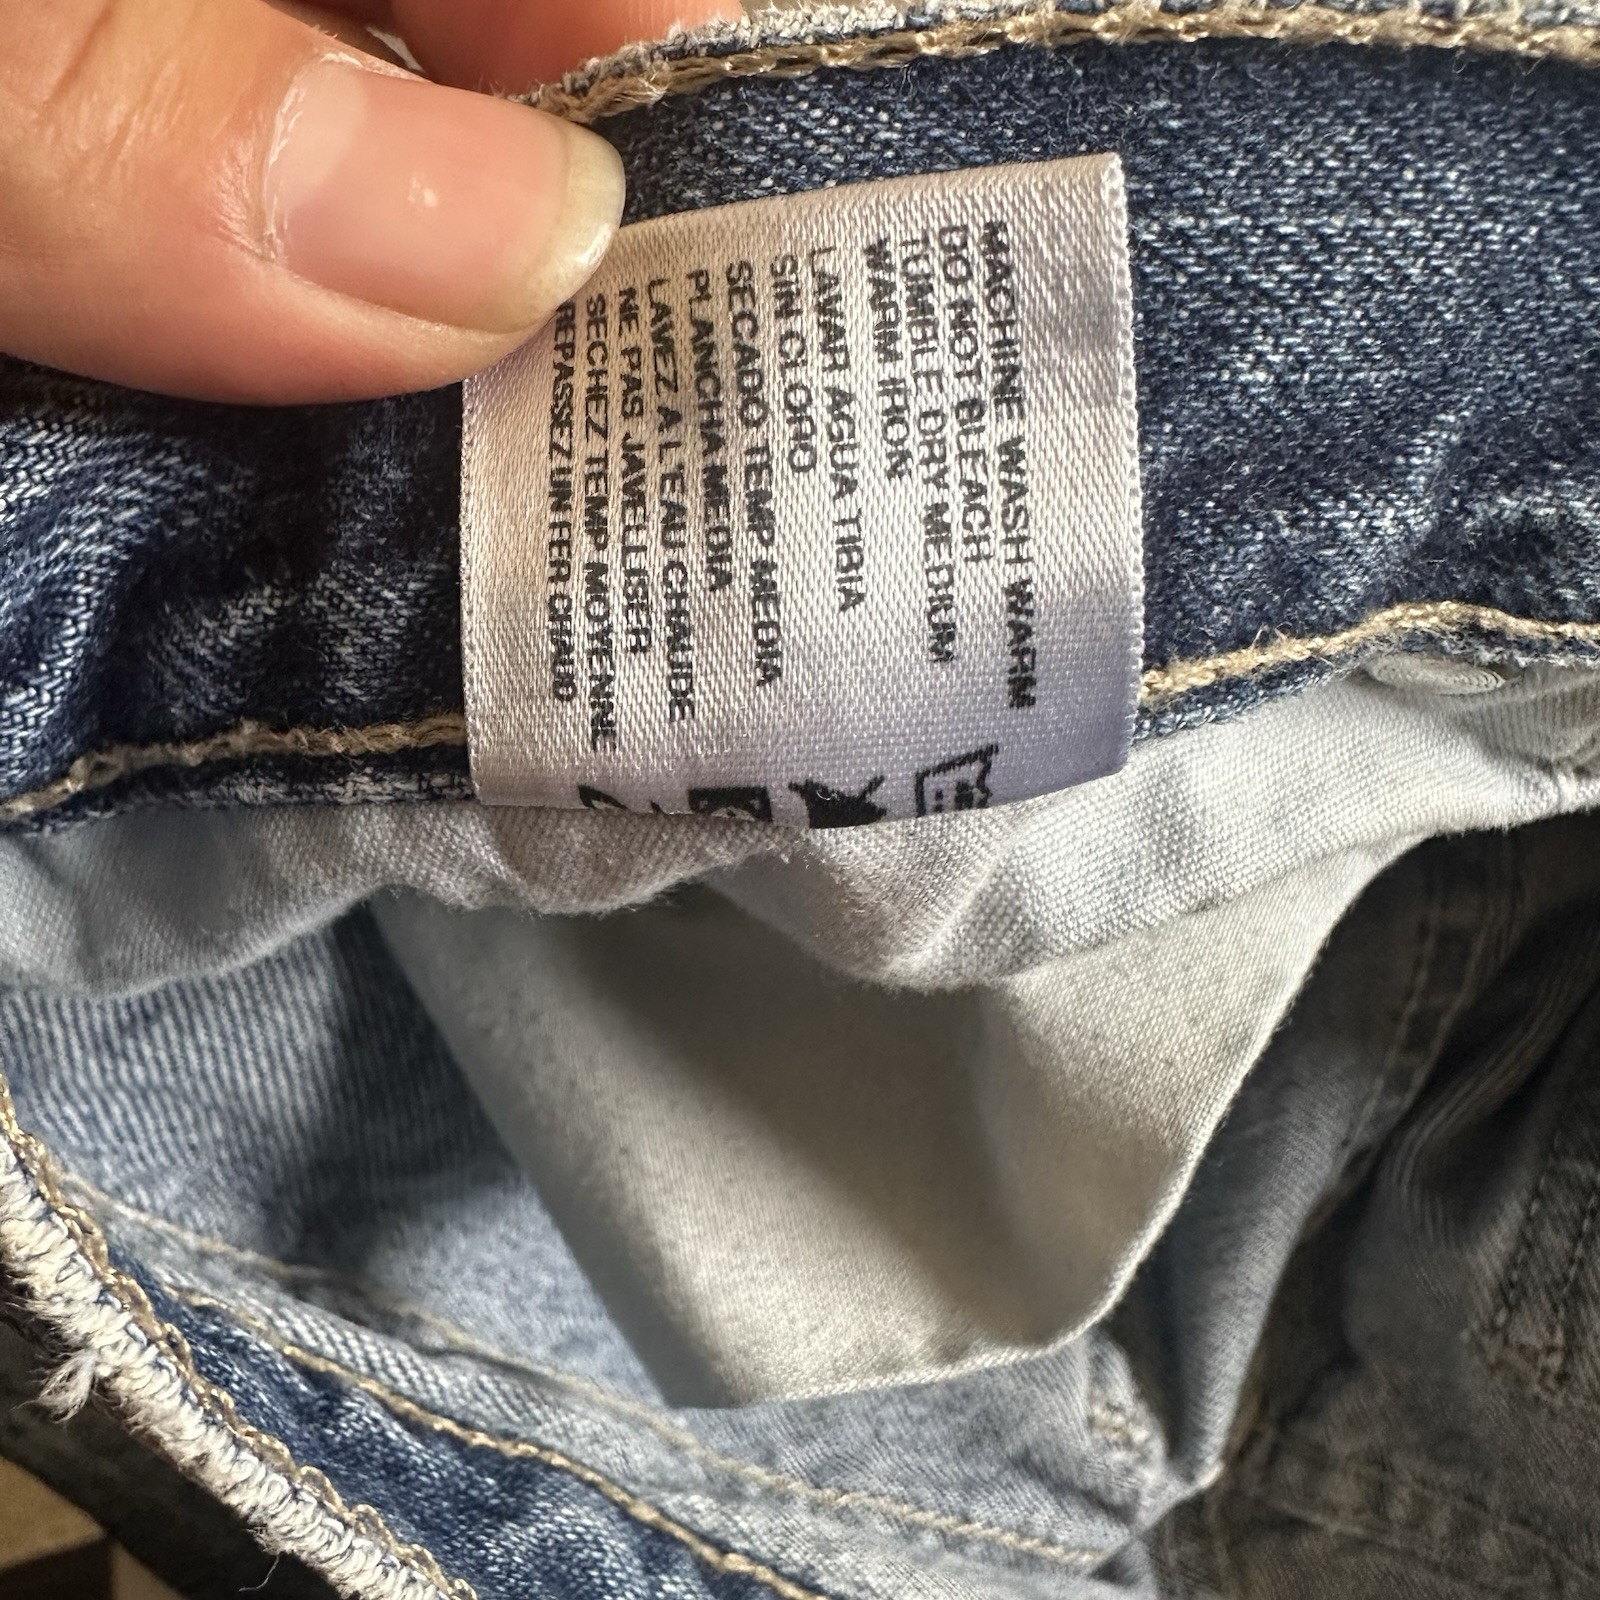 MACHINE WASH WARM
DO NOT BLEACH
TUMBLE DRY MEDIUM
WARM IRON
LAVAR AGUA TIBIA
SIN CLORO
SECADO TEMP MEDIA
PLANCHA MEDIA
LAVEZ A L'EAU CHAUDE
NE PAS JAVELLISER
SECHEZ TEMP MOYENNE
REPASSEZ UN FER CHAUD